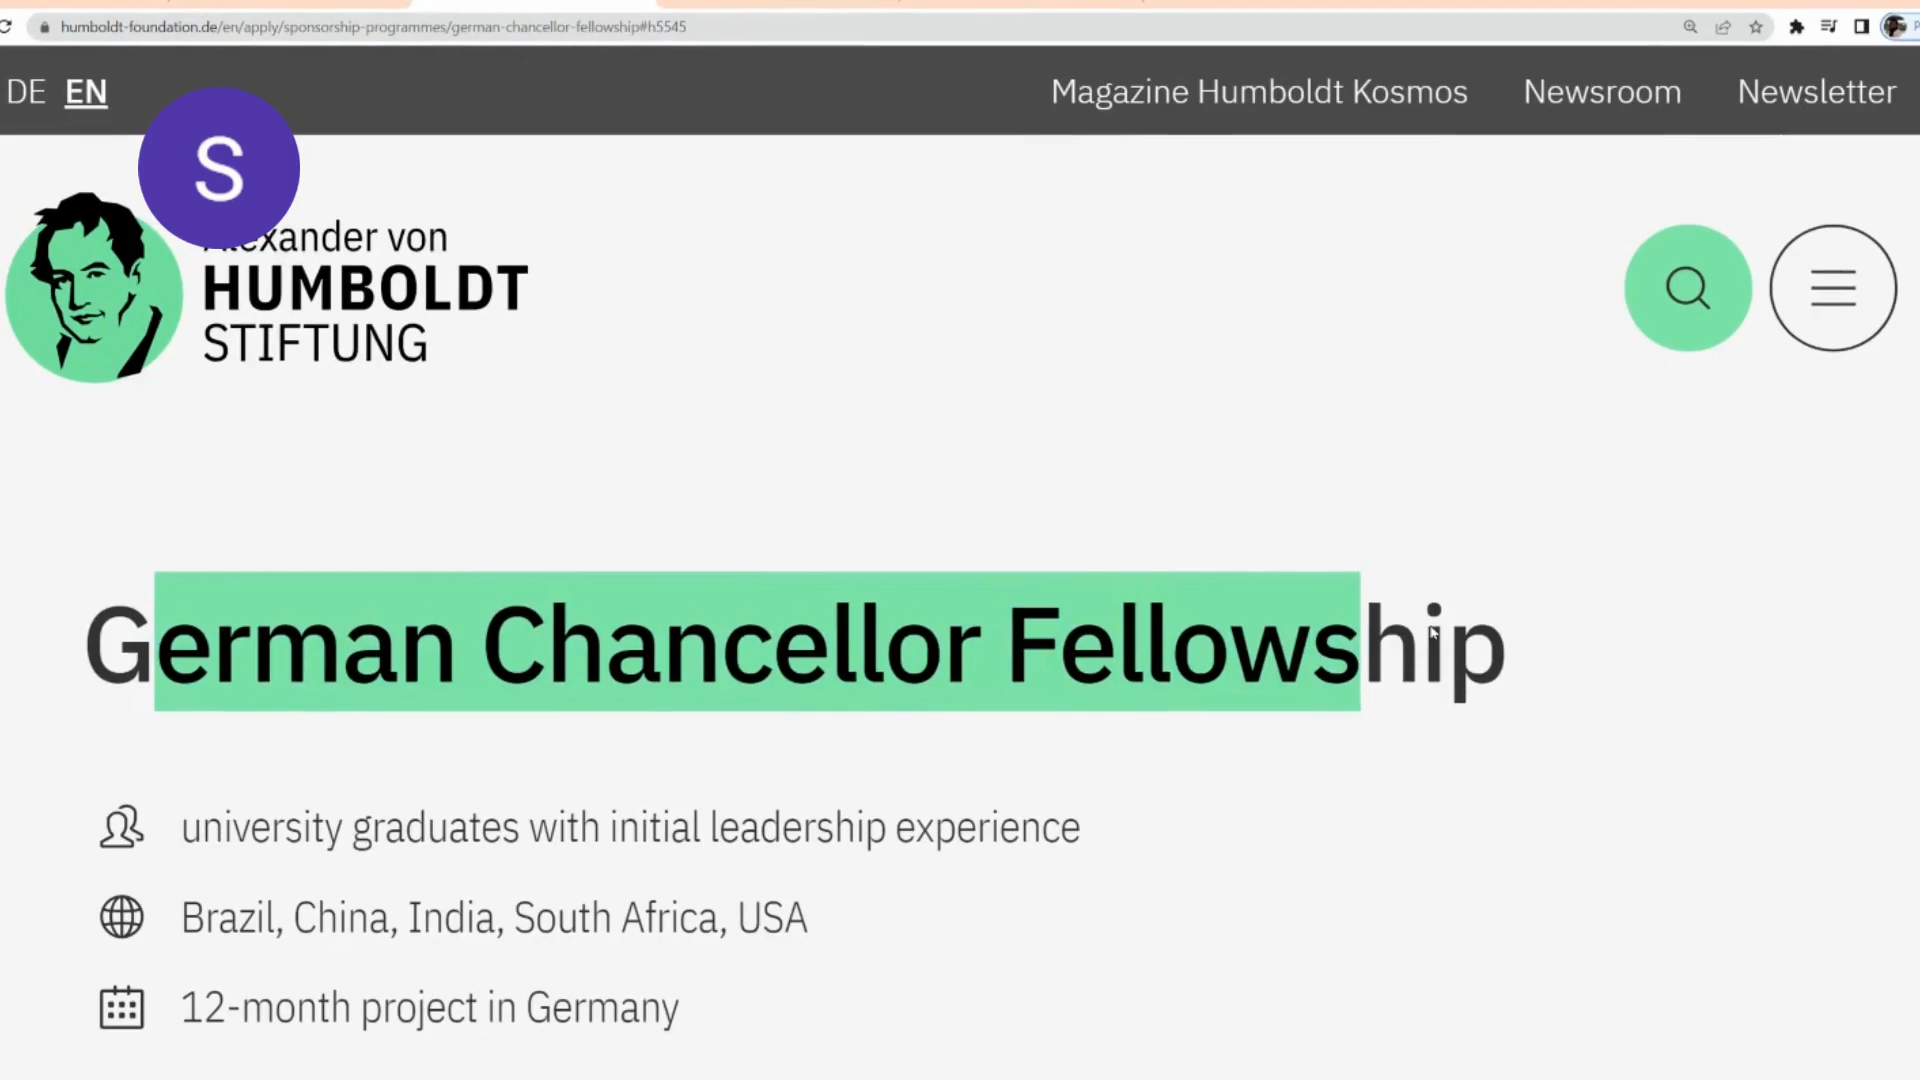 humboldt-foundation.de/en/apply/sponsorship-programmes/german-chancellor-fellowship#h5545
DE EN
Magazine Humboldt Kosmos Newsroom Newsletter
S
Alexander von
HUMBOLDT
STIFTUNG
German Chancellor Fellowship
university graduates with initial leadership experience
Brazil, China, India, South Africa, USA
12-month project in Germany